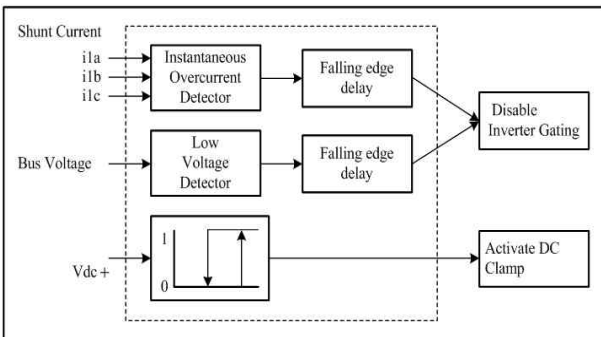 Shunt Current
i1a
i1b
i1c
Instantaneous
Overcurrent
Detector
Falling edge
delay
Disable
Inverter Gating
Bus Voltage
Low
Voltage
Detector
Falling edge
delay
Vdc+
1
0
Activate DC
Clamp